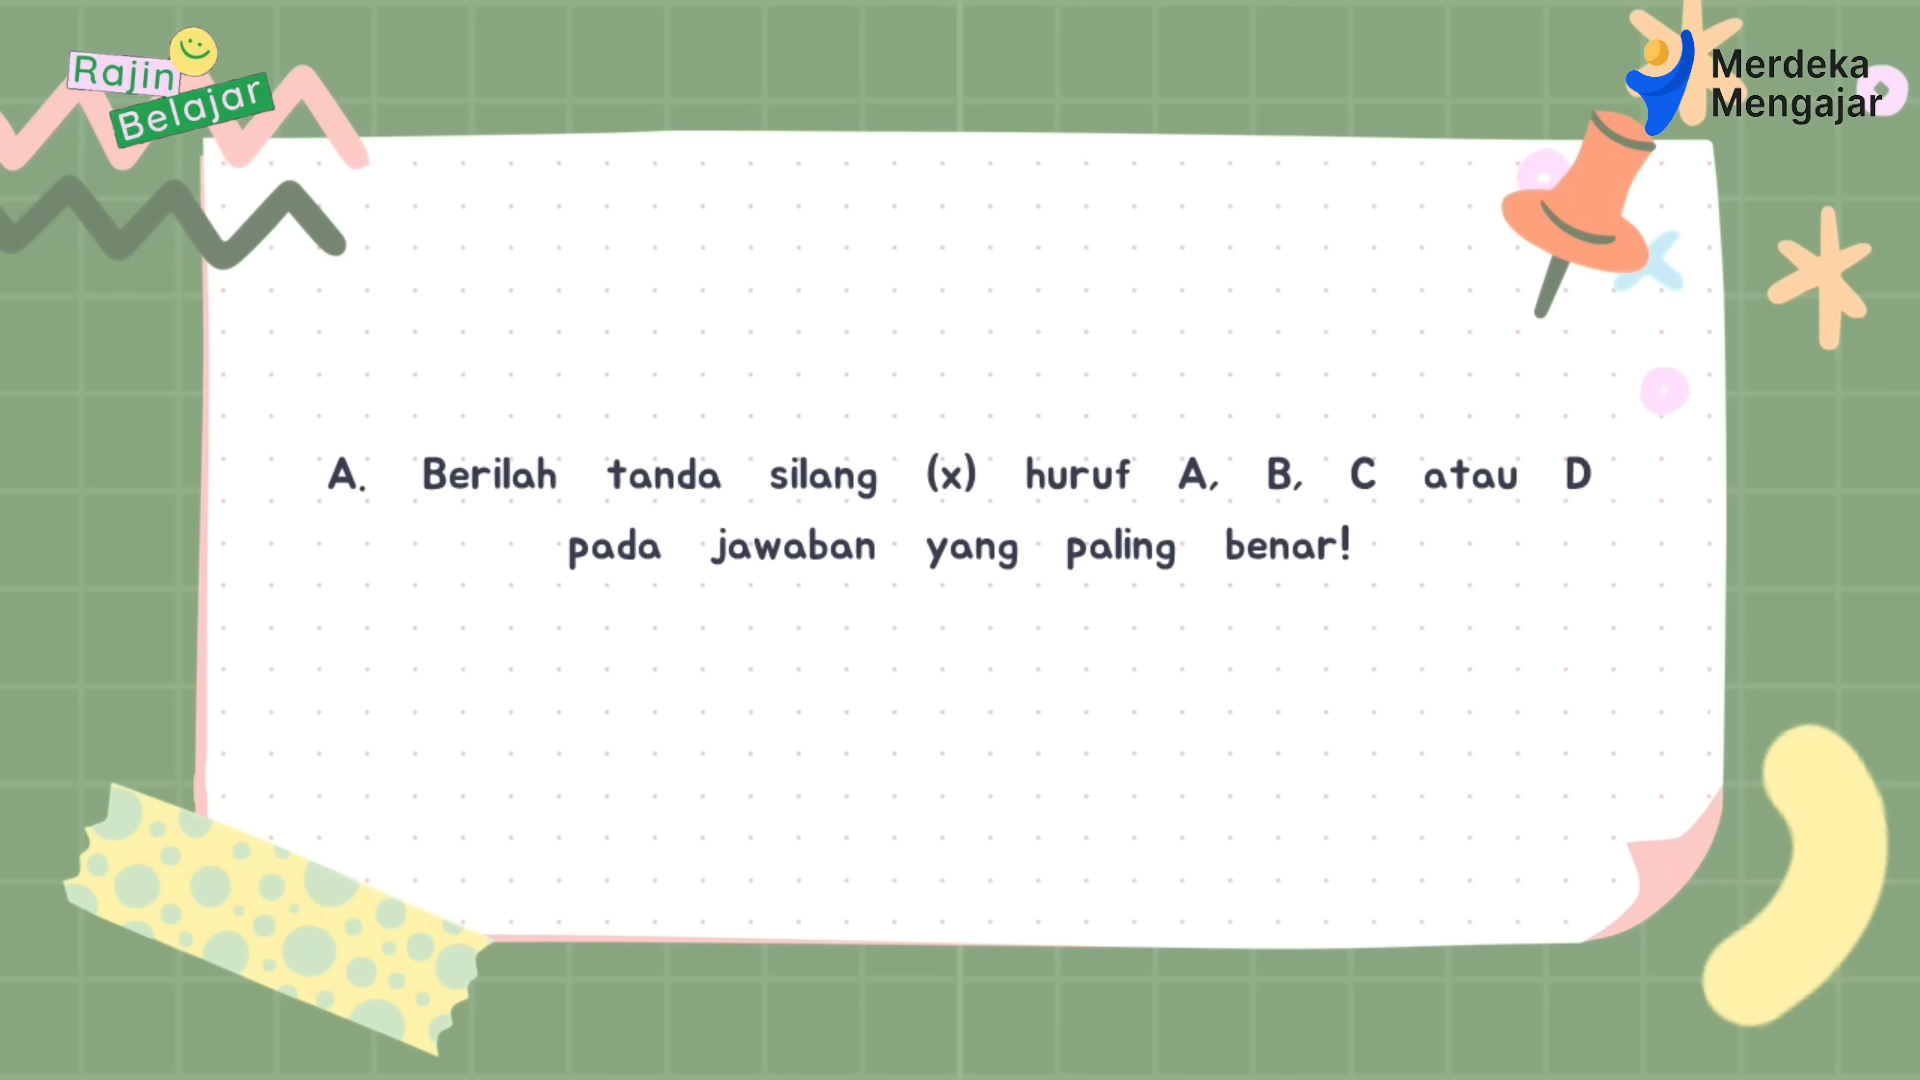 Rajin
Belajar
Merdeka
Mengajar
A. Berilah tanda silang (x) huruf A, B, C atau D
pada jawaban yang paling benar!